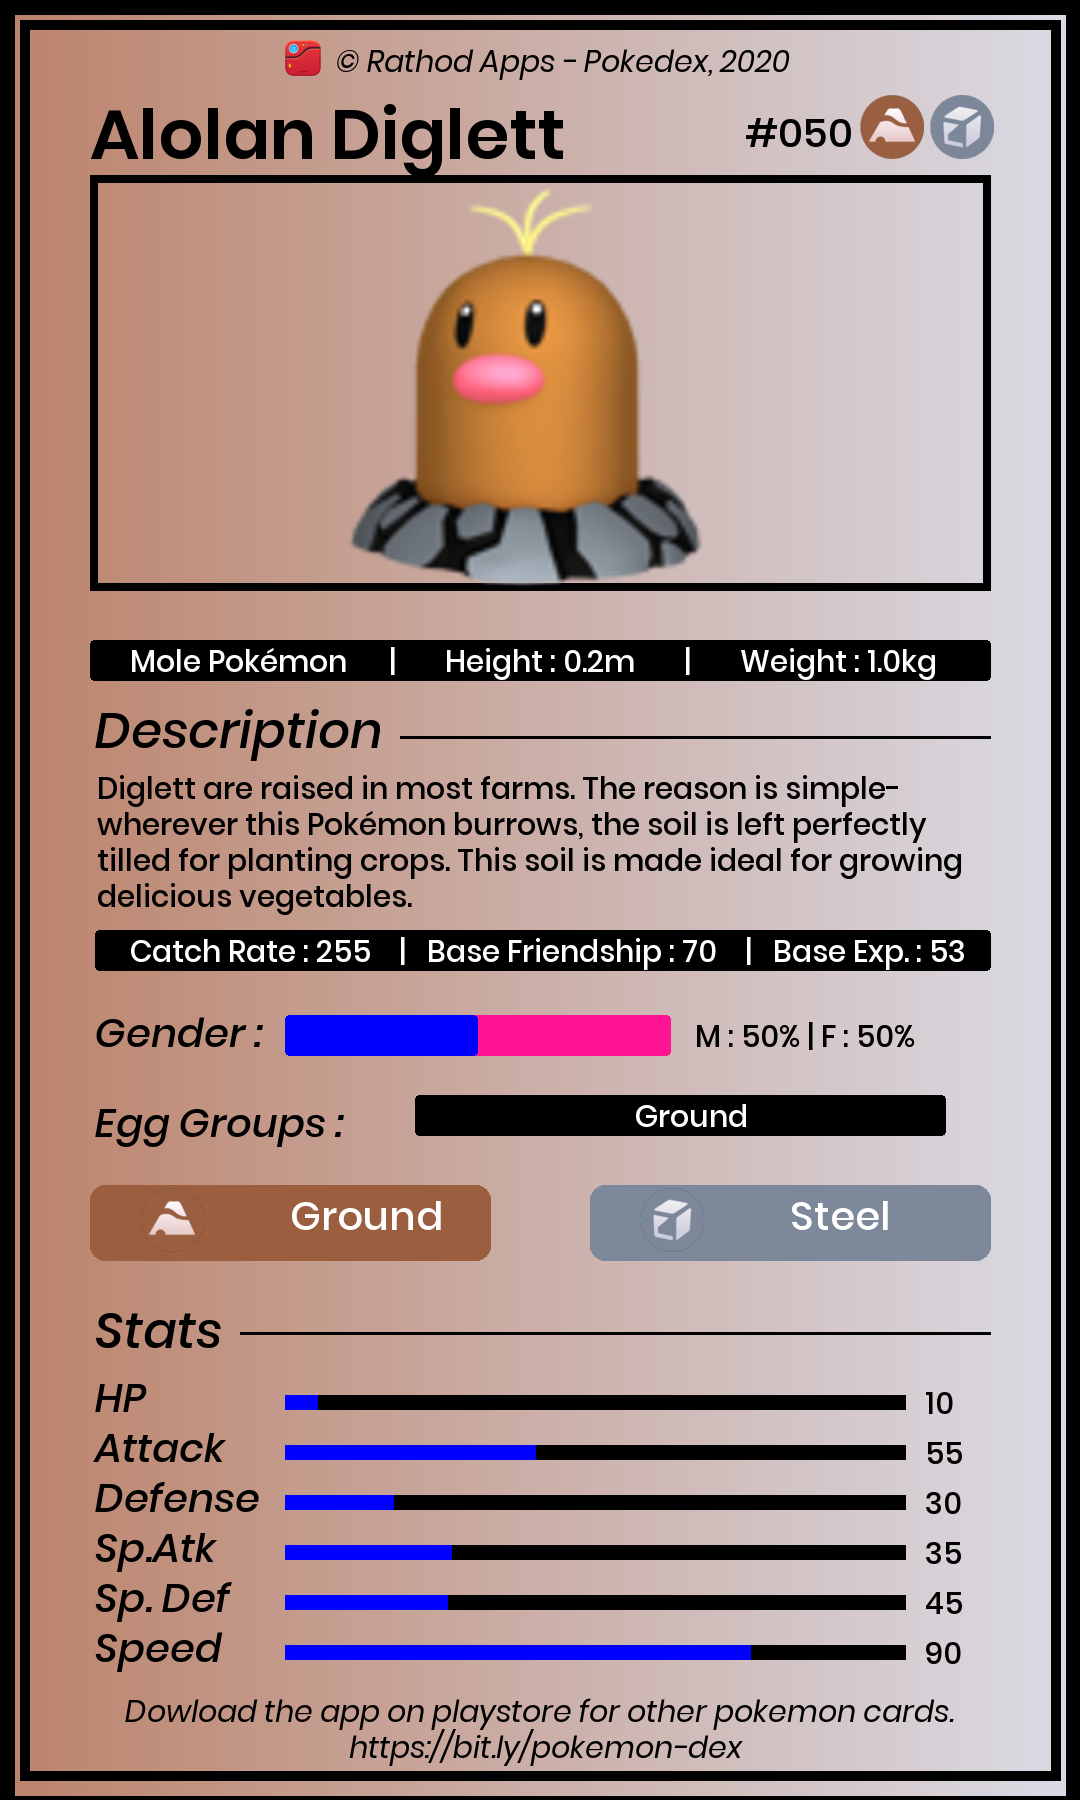 © Rathod Apps - Pokedex, 2020
Alolan Diglett #050
Mole Pokémon | Height : 0.2m | Weight : 1.0kg
Description
Diglett are raised in most farms. The reason is simple-
wherever this Pokémon burrows, the soil is left perfectly
tilled for planting crops. This soil is made ideal for growing
delicious vegetables.
Catch Rate : 255 | Base Friendship : 70 | Base Exp. : 53
Gender : M : 50% | F : 50%
Egg Groups : Ground
Ground Steel
Stats
HP 10
Attack 55
Defense 30
Sp.Atk 35
Sp. Def 45
Speed 90
Dowload the app on playstore for other pokemon cards.
https://bit.ly/pokemon-dex